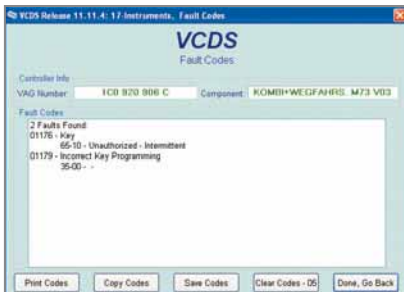 VCDS Release 11.11.4: 17-Instruments, Fault Codes
VCDS
Fault Codes
Controller Info
VAG Number: 1C0 920 906 C Component: KOMBI+WEGFAHRS. M73 V03
Fault Codes
2 Faults Found:
01176 - Key
65-10 - Unauthorized - Intermittent
01179 - Incorrect Key Programming
35-00 - -
Print Codes Copy Codes Save Codes Clear Codes - 05 Done, Go Back